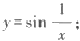 y = sin 1/x;